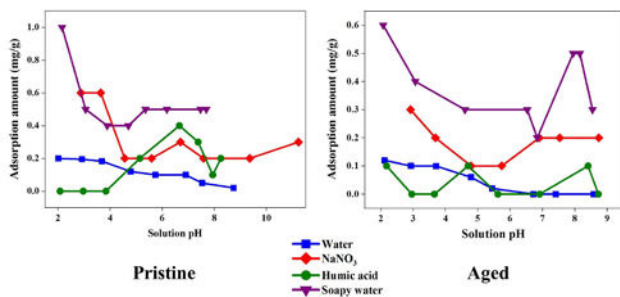 Adsorption amount (mg/g)
1.0
0.8
0.6
0.4
0.2
0.0
2
4
6
8
10
Solution pH
Pristine
Adsorption amount (mg/g)
0.6
0.5
0.4
0.3
0.2
0.1
0.0
2
3
4
5
6
7
8
9
Solution pH
Aged
Water
NaNO₃
Humic acid
Soapy water